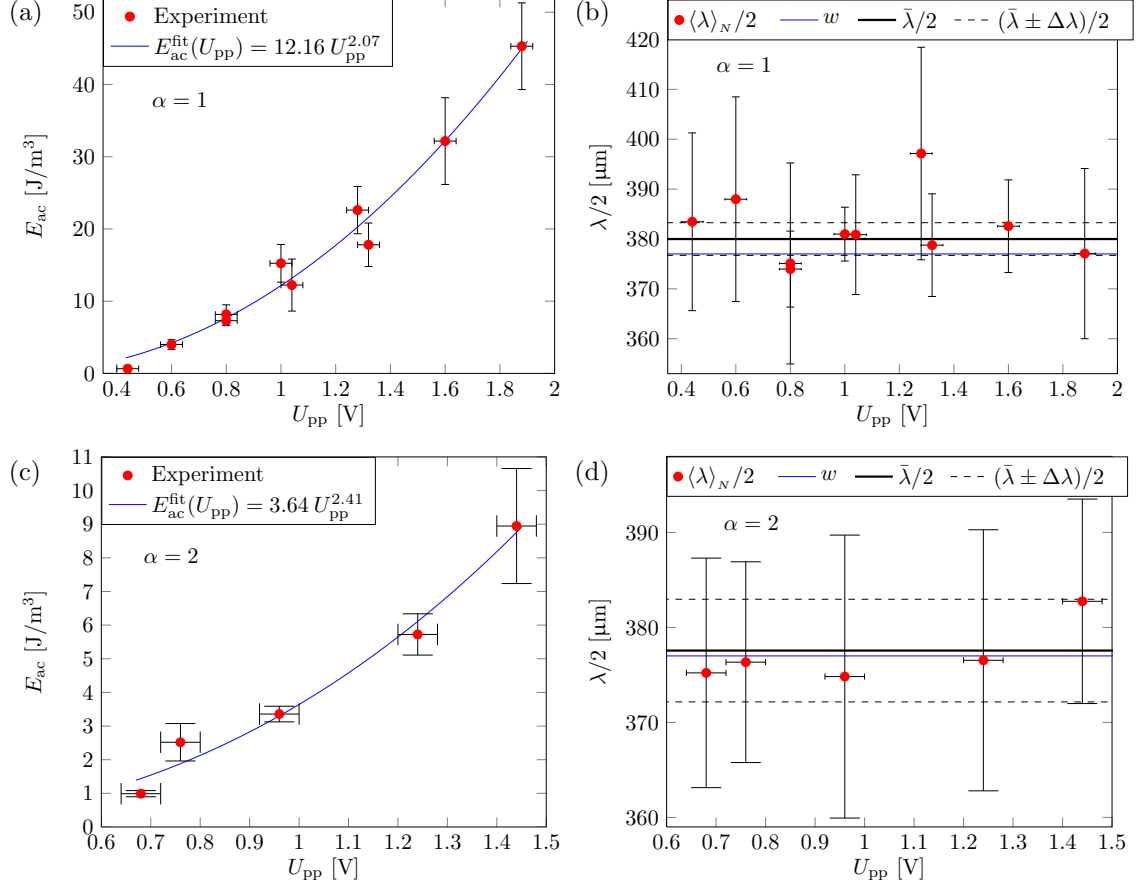 (a)
Experiment
E_ac^fit(U_pp) = 12.16 U_pp^2.07
α = 1
50
40
30
20
10
0
E_ac [J/m³]
0.4 0.6 0.8 1 1.2 1.4 1.6 1.8 2
U_pp [V]
(b)
⟨λ⟩_N/2 w λ̄/2 (λ̄ ± Δλ)/2
α = 1
420
410
400
390
380
370
360
λ/2 [µm]
0.4 0.6 0.8 1 1.2 1.4 1.6 1.8 2
U_pp [V]
(c)
Experiment
E_ac^fit(U_pp) = 3.64 U_pp^2.41
α = 2
11
10
9
8
7
6
5
4
3
2
1
0
E_ac [J/m³]
0.6 0.7 0.8 0.9 1.0 1.1 1.2 1.3 1.4 1.5
U_pp [V]
(d)
⟨λ⟩_N/2 w λ̄/2 (λ̄ ± Δλ)/2
α = 2
390
380
370
360
λ/2 [µm]
0.6 0.7 0.8 0.9 1.0 1.1 1.2 1.3 1.4 1.5
U_pp [V]